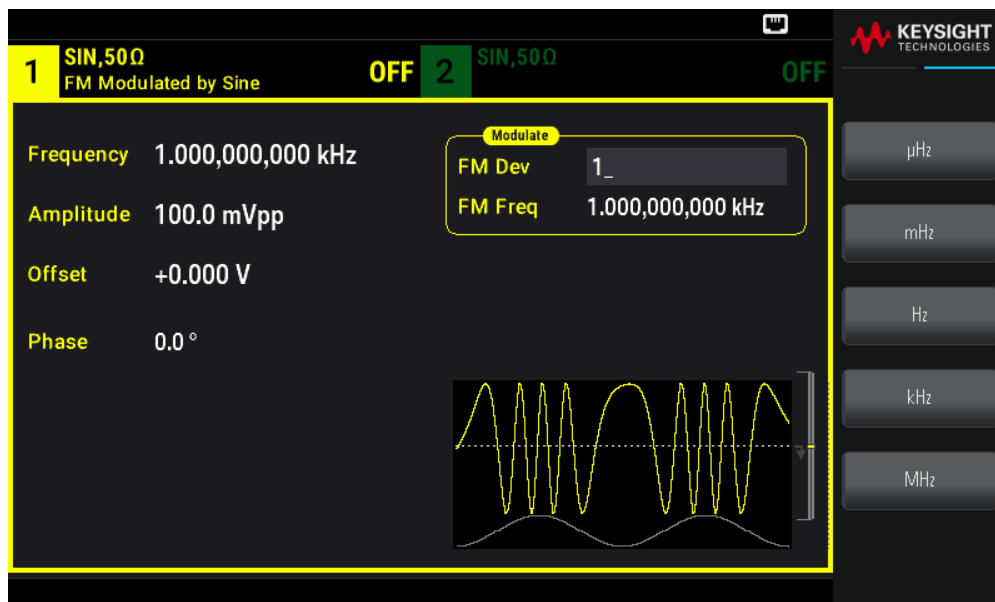 KEYSIGHT
TECHNOLOGIES
1
SIN,50Ω
FM Modulated by Sine
OFF
2
SIN,50Ω
OFF
Frequency 1.000,000,000 kHz
Amplitude 100.0 mVpp
Offset +0.000 V
Phase 0.0 °
Modulate
FM Dev 1_
FM Freq 1.000,000,000 kHz
µHz
mHz
Hz
kHz
MHz